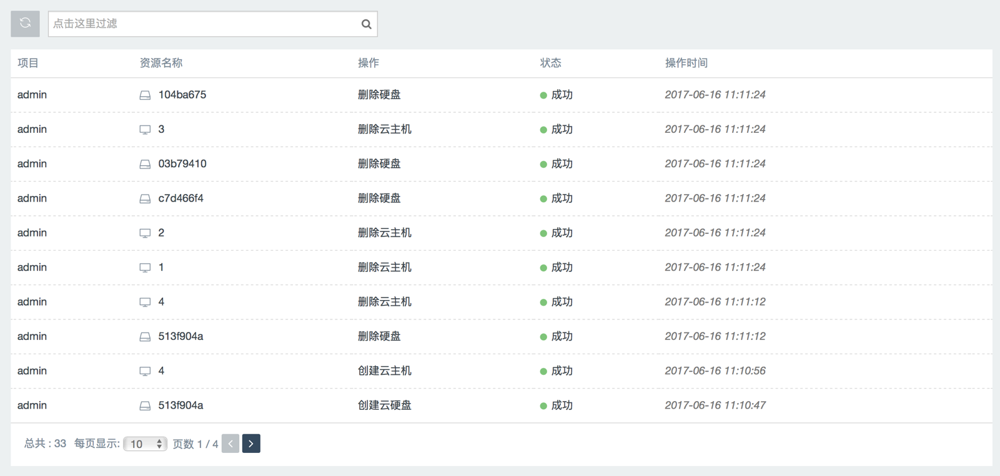 点击这里过滤
项目 资源名称 操作 状态 操作时间
admin 104ba675 删除硬盘 成功 2017-06-16 11:11:24
admin 3 删除云主机 成功 2017-06-16 11:11:24
admin 03b79410 删除硬盘 成功 2017-06-16 11:11:24
admin c7d466f4 删除硬盘 成功 2017-06-16 11:11:24
admin 2 删除云主机 成功 2017-06-16 11:11:24
admin 1 删除云主机 成功 2017-06-16 11:11:24
admin 4 删除云主机 成功 2017-06-16 11:11:12
admin 513f904a 删除硬盘 成功 2017-06-16 11:11:12
admin 4 创建云主机 成功 2017-06-16 11:10:56
admin 513f904a 创建云硬盘 成功 2017-06-16 11:10:47
总共 : 33 每页显示: 10 页数 1 / 4